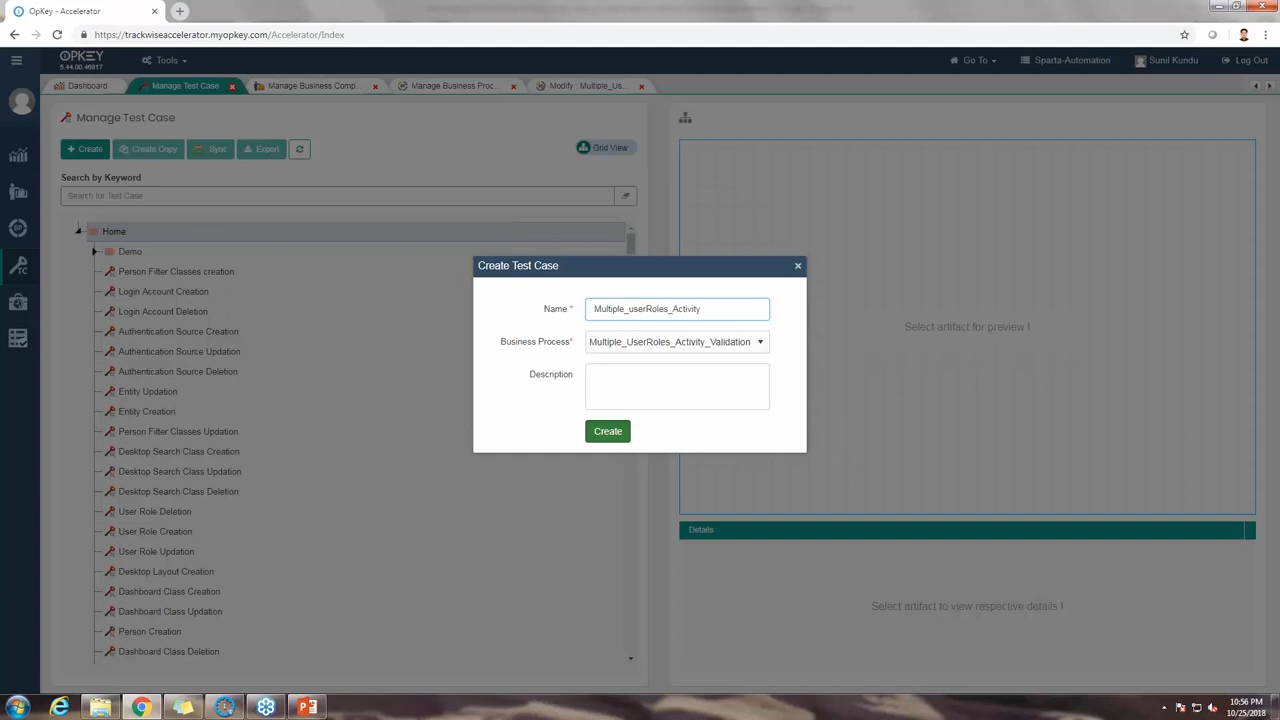 OpKey - Accelerator
https://trackwiseaccelerator.myopkey.com/Accelerator/Index
OPKEY
5.44.00.46817
Tools
Go To
Sparta-Automation
Sunil Kundu
Log Out
Dashboard
Manage Test Case
Manage Business Comp...
Manage Business Proc...
Modify : Multiple_Us...
Manage Test Case
Create
Create Copy
Sync
Export
Grid View
Search by Keyword
Search for Test Case
Home
Demo
Person Filter Classes creation
Login Account Creation
Login Account Deletion
Authentication Source Creation
Authentication Source Updation
Authentication Source Deletion
Entity Updation
Entity Creation
Person Filter Classes Updation
Desktop Search Class Creation
Desktop Search Class Updation
Desktop Search Class Deletion
User Role Deletion
User Role Creation
User Role Updation
Desktop Layout Creation
Dashboard Class Creation
Dashboard Class Updation
Person Creation
Dashboard Class Deletion
Create Test Case
Name *
Multiple_userRoles_Activity
Business Process*
Multiple_UserRoles_Activity_Validation
Description
Create
Select artifact for preview !
Details
Select artifact to view respective details !
BP
TC
10:56 PM
10/25/2018